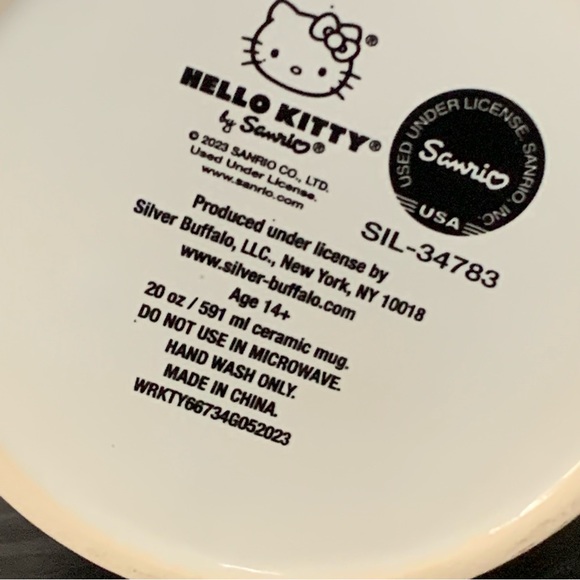 ®
HELLO KITTY®
by Sanrio®
© 2023 SANRIO CO., LTD.
Used Under License.
www.sanrio.com
USED UNDER LICENSE, SANRIO, INC.
Sanrio
USA
SIL-34783
Produced under license by
Silver Buffalo, LLC., New York, NY 10018
www.silver-buffalo.com
Age 14+
20 oz / 591 ml ceramic mug.
DO NOT USE IN MICROWAVE.
HAND WASH ONLY.
MADE IN CHINA.
WRKTY66734G052023